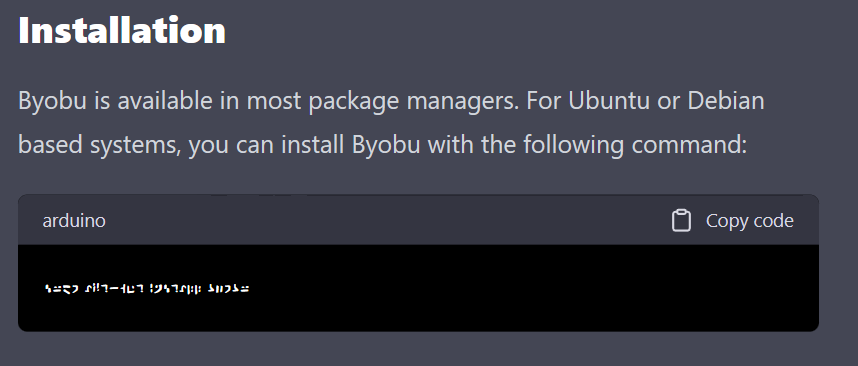 Installation
Byobu is available in most package managers. For Ubuntu or Debian
based systems, you can install Byobu with the following command:
arduino Copy code